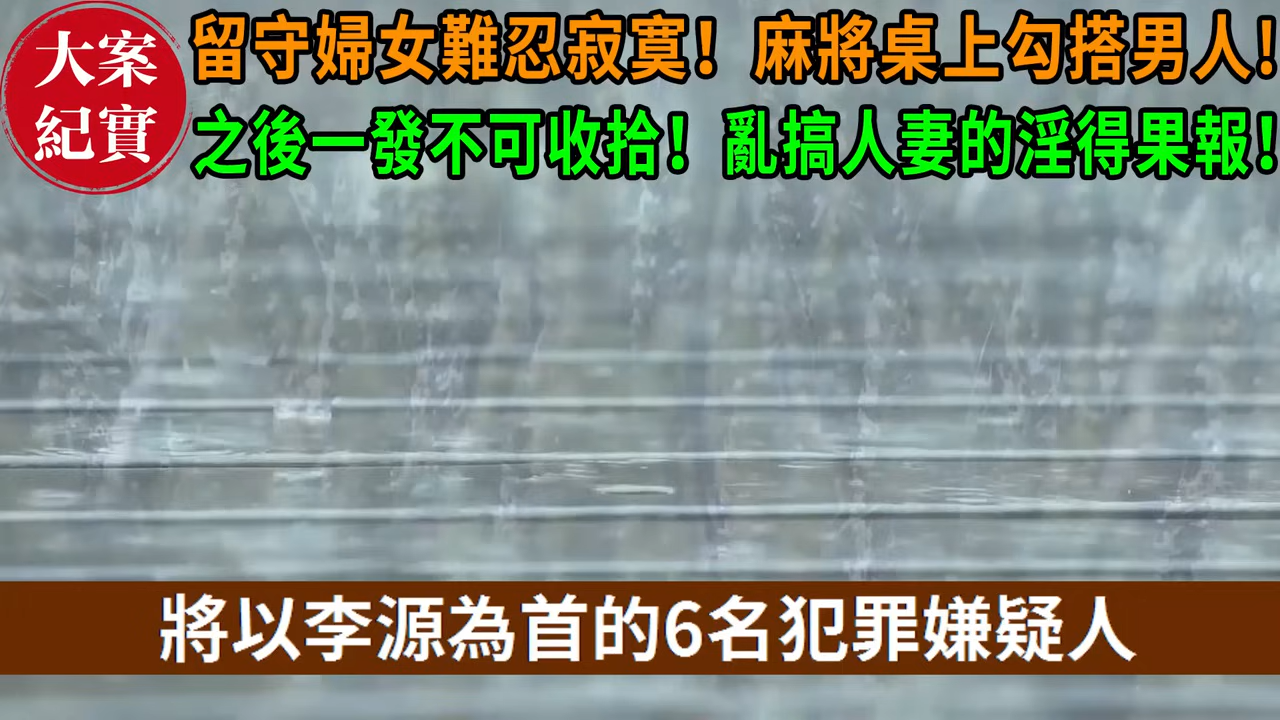 大案
紀實
留守婦女難忍寂寞！麻將桌上勾搭男人！
之後一發不可收拾！亂搞人妻的淫得果報！
將以李源為首的6名犯罪嫌疑人